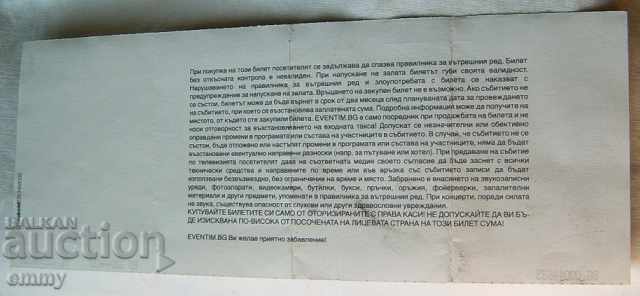 При покупка на този билет посетителят се задължава да спазва правилника за вътрешния ред. Билет
без откъсната контрола е невалиден. При напускане на залата билетът губи своята валидност.
Нарушаването на правилника за вътрешния ред и злоупотребата с билета се наказват с
предупреждение за напускане на залата. Връщането на закупен билет не е възможно. Ако събитието не
се състои, билетът може да бъде върнат в срок от два месеца след плануваната дата за провеждането
на събитието, при което се възстановява заплатената сума. Подробна информация може да получите на
мястото, от където сте закупили билета. EVENTIM.BG е само посредник при продажбата на билета и не
носи отговорност за възстановяването на входната такса! Допускат се незначителни или обективно
оправдани промени в програмата или състава на участниците в събитието. В случай, че събитието не се
състои, бъде отложено или настъпят промени в програмата или състава на участниците, няма да бъдат
възстановени евентуално направени разноски (напр. за пътуване или хотел). При предаване на събитие
по телевизията посетителят дава на съответната медия своето съгласие да бъде заснет с всички
технически средства и направените по време или във връзка със събитието записи да бъдат
използвани безвъзмездно, без ограничение на време и място. Забранено е внасянето на звукозаписни
уреди, фотоапарати, видеокамери, бутилки, букси, пръчки, оръжия, фойерверки, запалителни
материали и други предмети, упоменати в правилника за вътрешния ред. При концерти, поради силата
на звука, съществува опасност от слухови или други здравословни увреждания.
КУПУВАЙТЕ БИЛЕТИТЕ СИ САМО ОТ ОТОРИЗИРАНИТЕ С ПРАВА КАСИ! НЕ ДОПУСКАЙТЕ ДА ВИ БЪ-
ДЕ ИЗИСКВАНА ПО-ВИСОКА ОТ ПОСОЧЕНАТА НА ЛИЦЕВАТА СТРАНА НА ТОЗИ БИЛЕТ СУМА!
EVENTIM.BG Ви желае приятно забавление!
BALKAN
auction
emmy